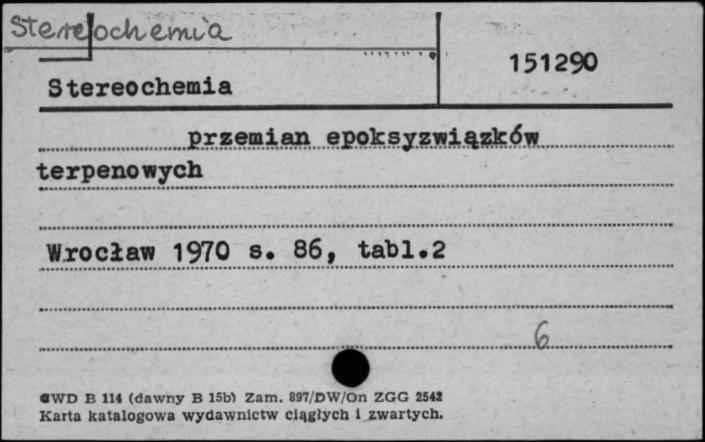 Stereochemia
151290
Stereochemia
przemian epoksyzwiązków
terpenowych
Wrocław 1970 s. 86, tabl.2
6
GWD B 114 (dawny B 15b) Zam. 897/DW/On ZGG 2542
Karta katalogowa wydawnictw ciągłych i zwartych.